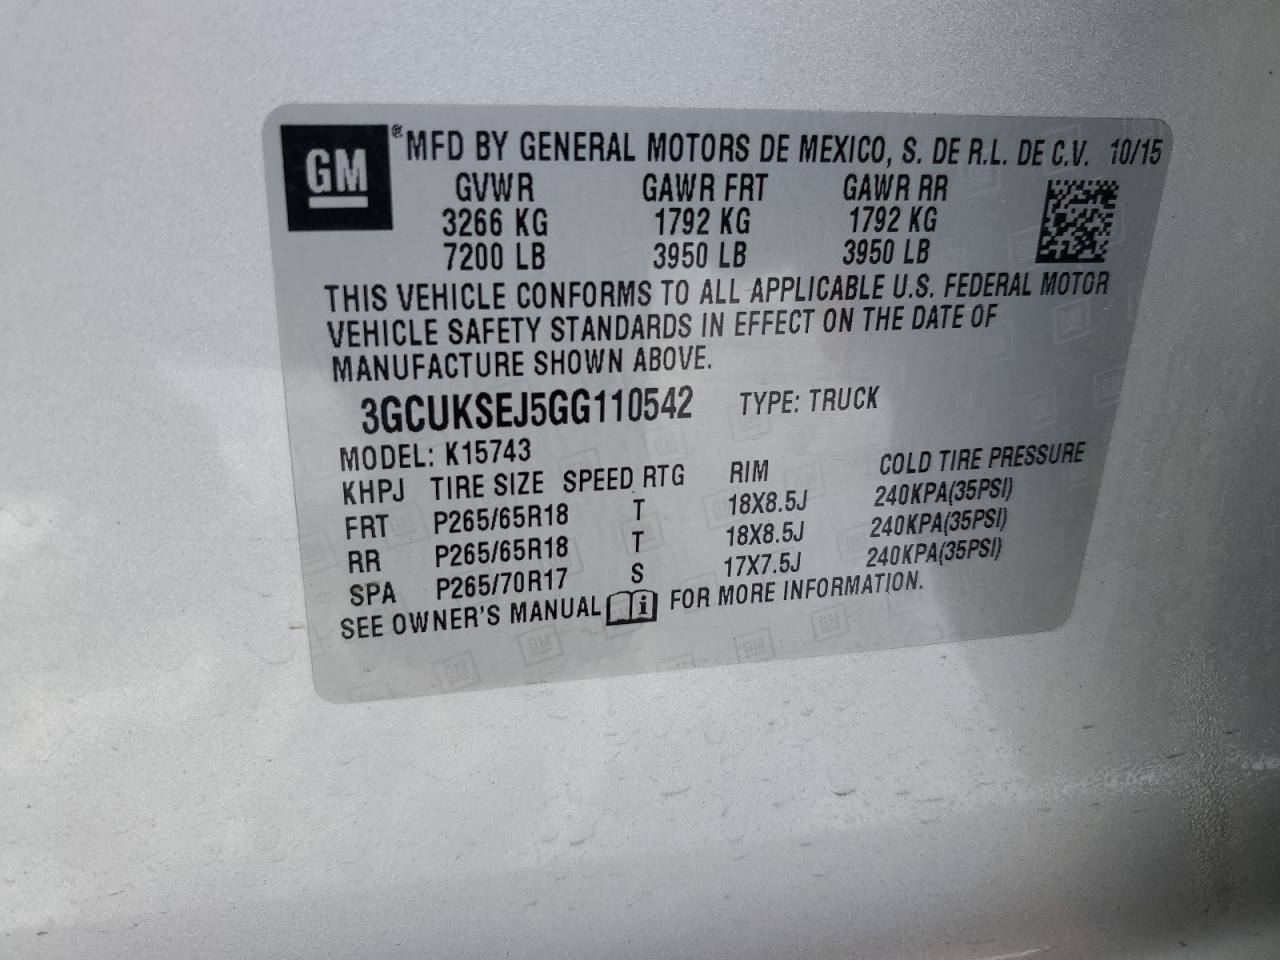 GM ® MFD BY GENERAL MOTORS DE MEXICO, S. DE R.L. DE C.V. 10/15
GVWR GAWR FRT GAWR RR
3266 KG 1792 KG 1792 KG
7200 LB 3950 LB 3950 LB
THIS VEHICLE CONFORMS TO ALL APPLICABLE U.S. FEDERAL MOTOR
VEHICLE SAFETY STANDARDS IN EFFECT ON THE DATE OF
MANUFACTURE SHOWN ABOVE.
3GCUKSEJ5GG110542 TYPE: TRUCK
MODEL: K15743
KHPJ TIRE SIZE SPEED RTG RIM COLD TIRE PRESSURE
FRT P265/65R18 T 18X8.5J 240KPA(35PSI)
RR P265/65R18 T 18X8.5J 240KPA(35PSI)
SPA P265/70R17 S 17X7.5J 240KPA(35PSI)
SEE OWNER'S MANUAL i FOR MORE INFORMATION.